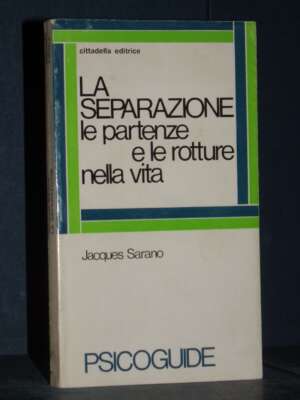 cittadella editrice
LA
SEPARAZIONE
le partenze
e le rotture
nella vita
Jacques Sarano
PSICOGUIDE